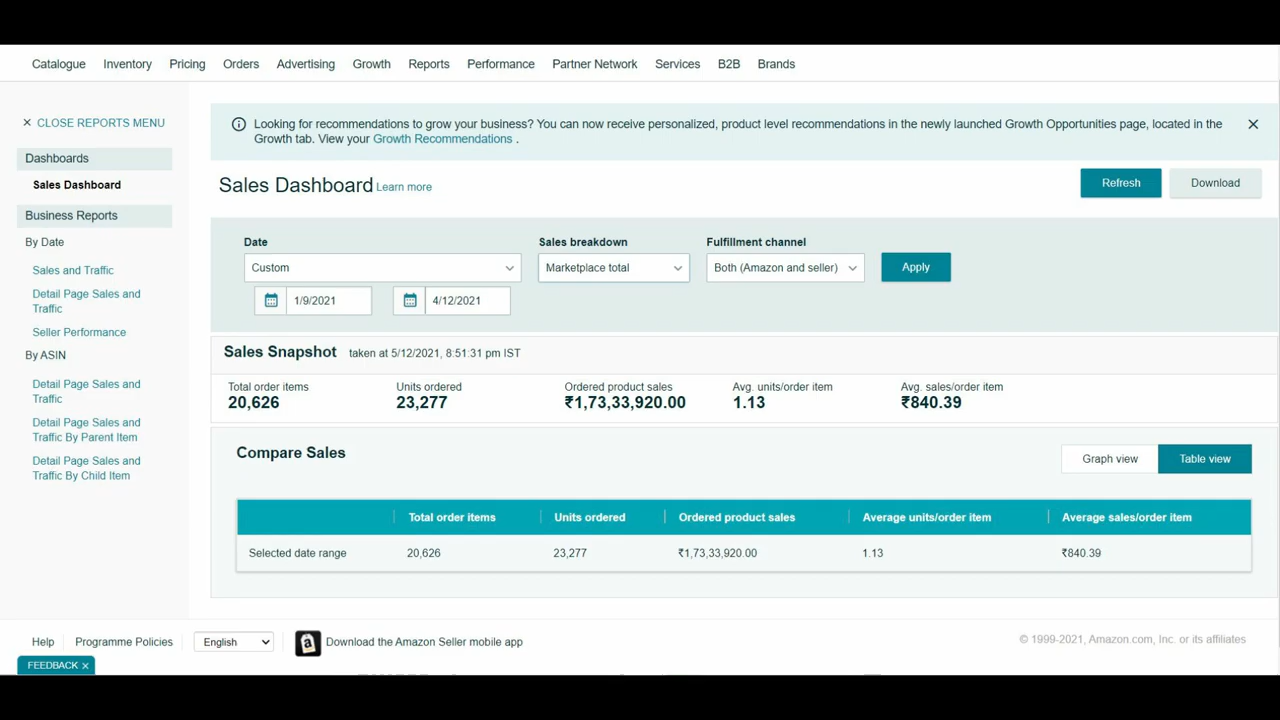 Catalogue Inventory Pricing Orders Advertising Growth Reports Performance Partner Network Services B2B Brands
× CLOSE REPORTS MENU
Dashboards
Sales Dashboard
Business Reports
By Date
Sales and Traffic
Detail Page Sales and
Traffic
Seller Performance
By ASIN
Detail Page Sales and
Traffic
Detail Page Sales and
Traffic By Parent Item
Detail Page Sales and
Traffic By Child Item
Looking for recommendations to grow your business? You can now receive personalized, product level recommendations in the newly launched Growth Opportunities page, located in the
Growth tab. View your Growth Recommendations .
Sales Dashboard Learn more
Refresh Download
Date Sales breakdown Fulfillment channel
Custom Marketplace total Both (Amazon and seller) Apply
1/9/2021 4/12/2021
Sales Snapshot taken at 5/12/2021, 8:51:31 pm IST
Total order items Units ordered Ordered product sales Avg. units/order item Avg. sales/order item
20,626 23,277 ₹1,73,33,920.00 1.13 ₹840.39
Compare Sales
Graph view Table view
Total order items Units ordered Ordered product sales Average units/order item Average sales/order item
Selected date range 20,626 23,277 ₹1,73,33,920.00 1.13 ₹840.39
Help Programme Policies English Download the Amazon Seller mobile app © 1999-2021, Amazon.com, Inc. or its affiliates
FEEDBACK ×